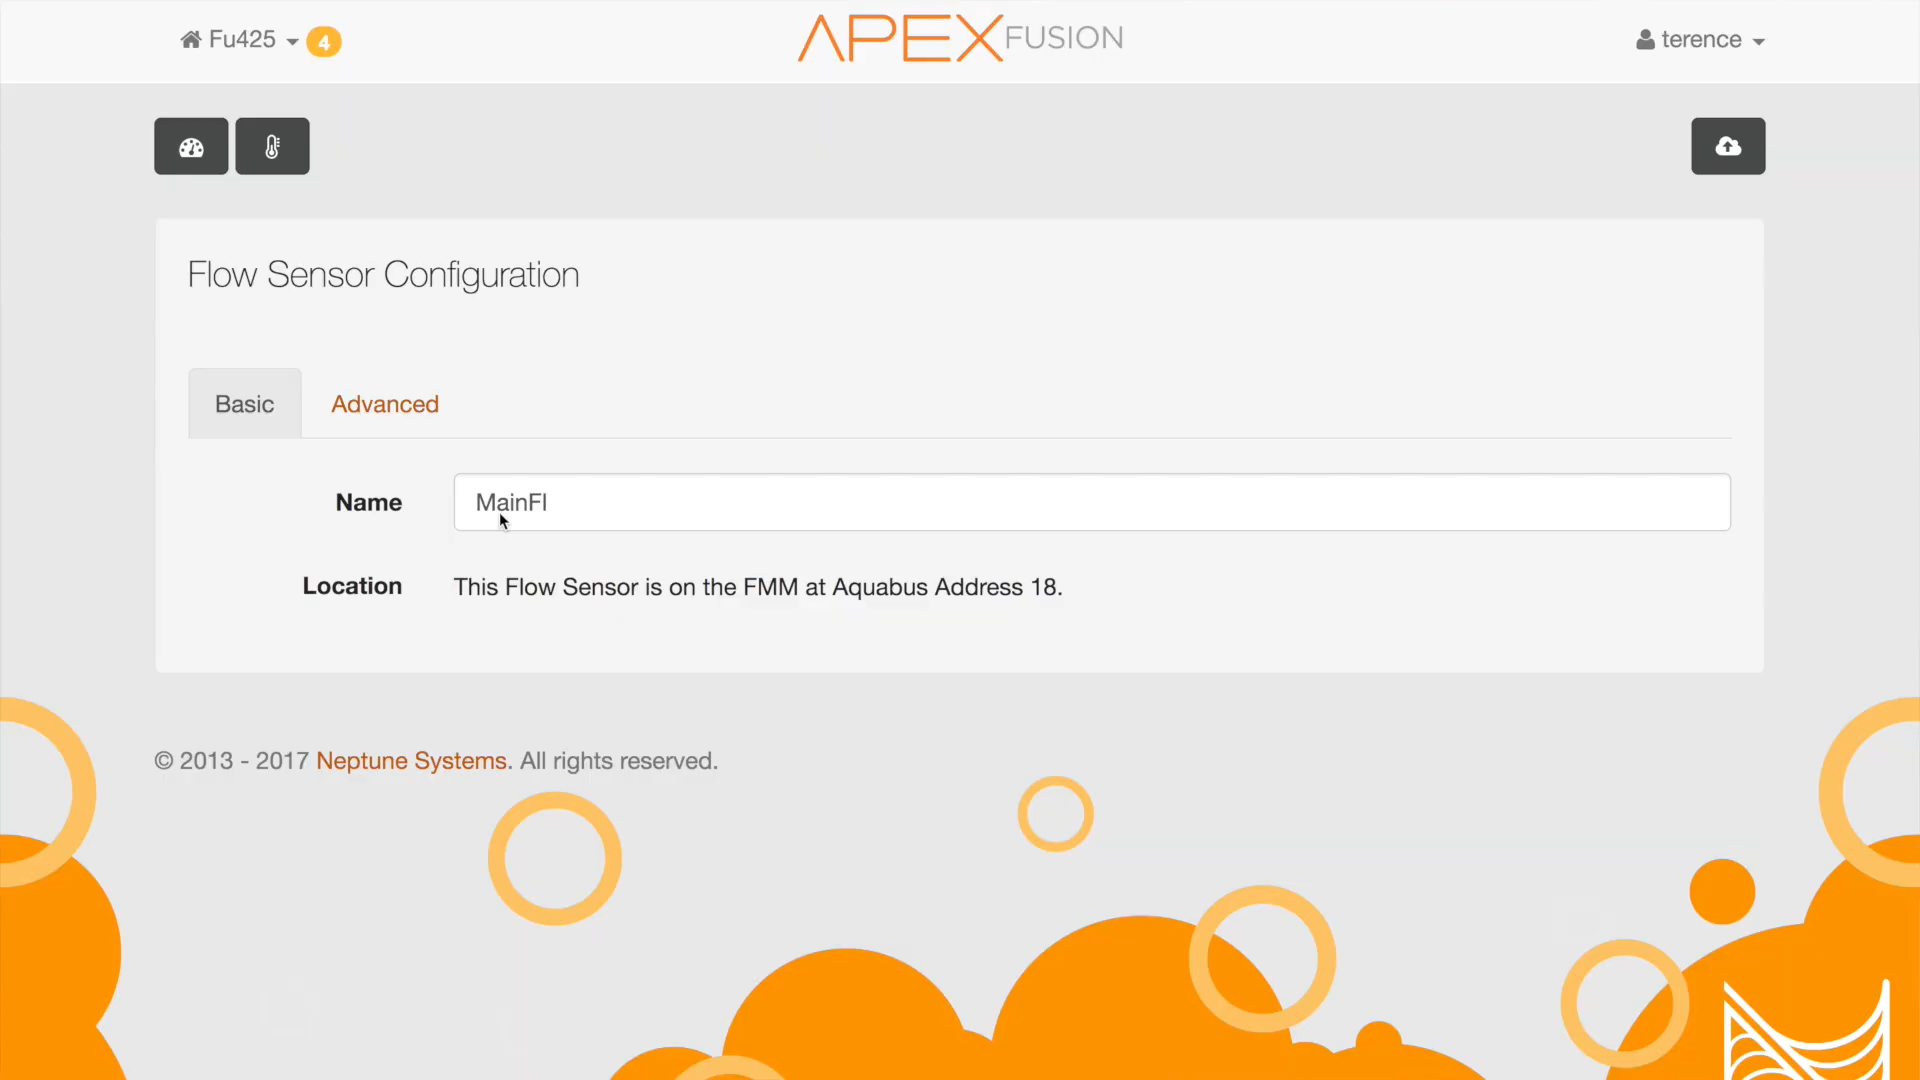 Fu425
4
APEX FUSION
terence
Flow Sensor Configuration
Basic
Advanced
Name
MainFl
Location
This Flow Sensor is on the FMM at Aquabus Address 18.
© 2013 - 2017 Neptune Systems. All rights reserved.